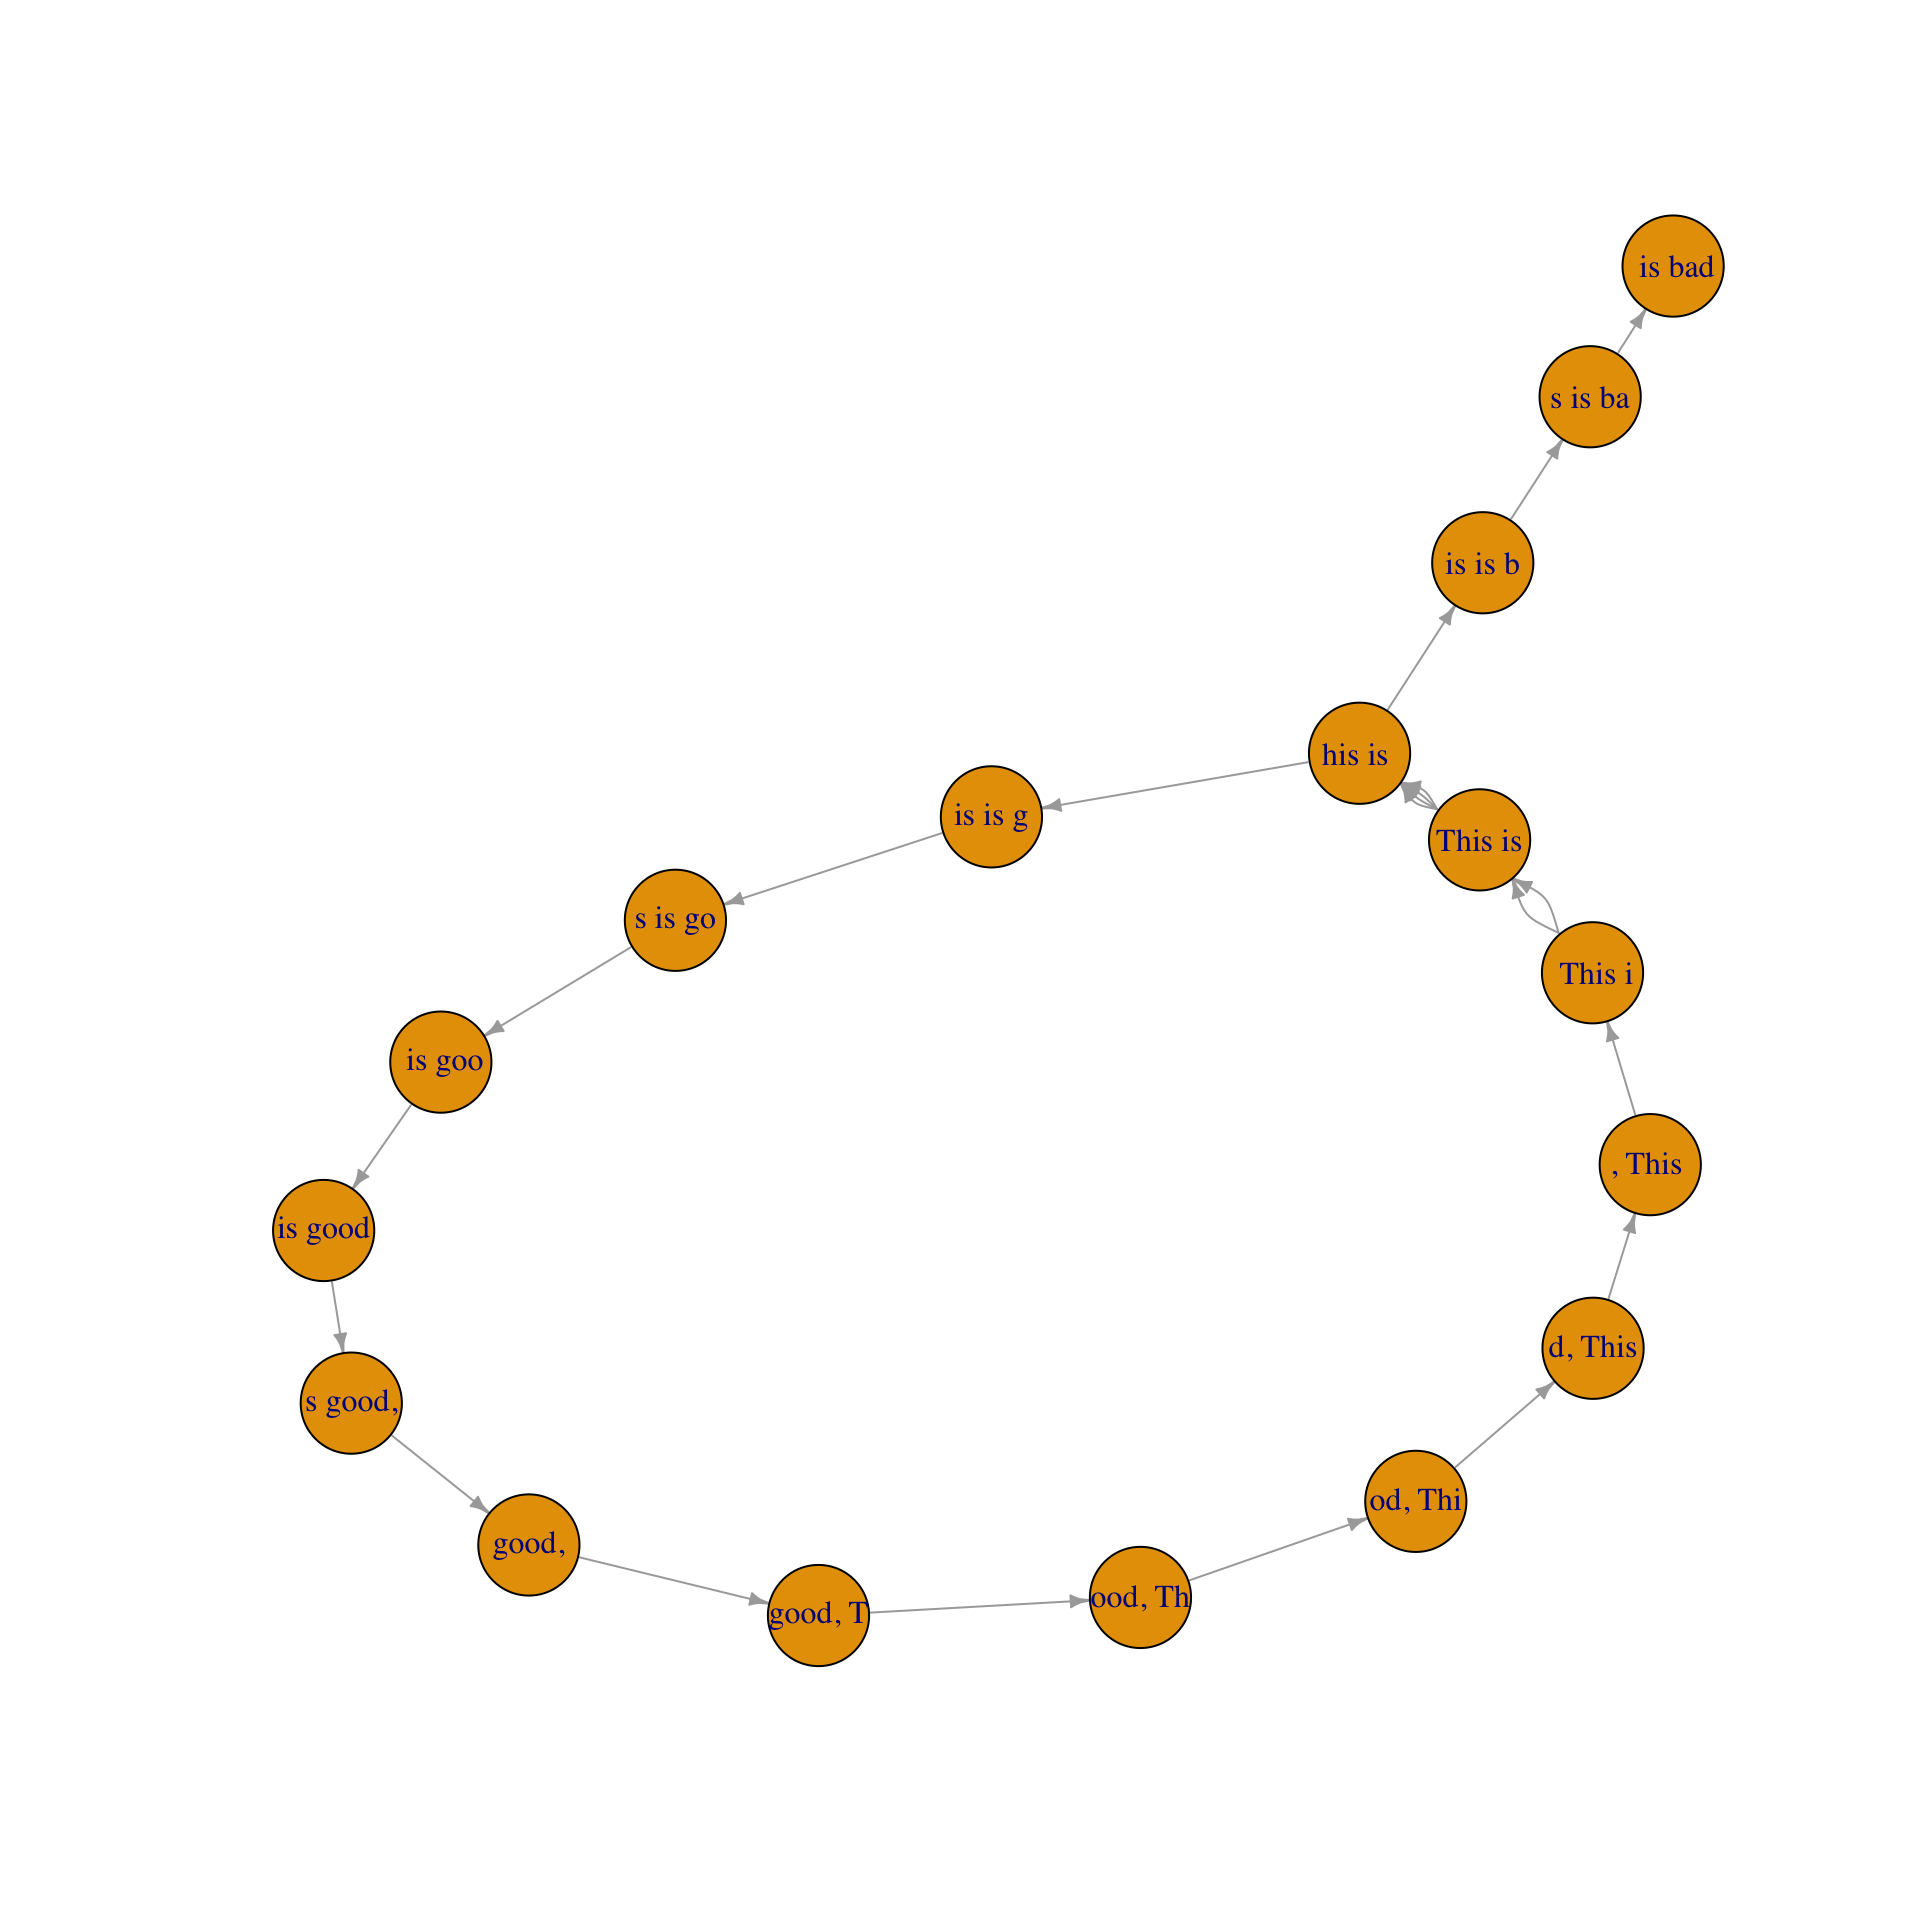 is bad
s is ba
is is b
his is
is is g
This is
s is go
This i
is goo
, This
is good
d, This
s good,
od, Thi
good,
ood, Th
good, T